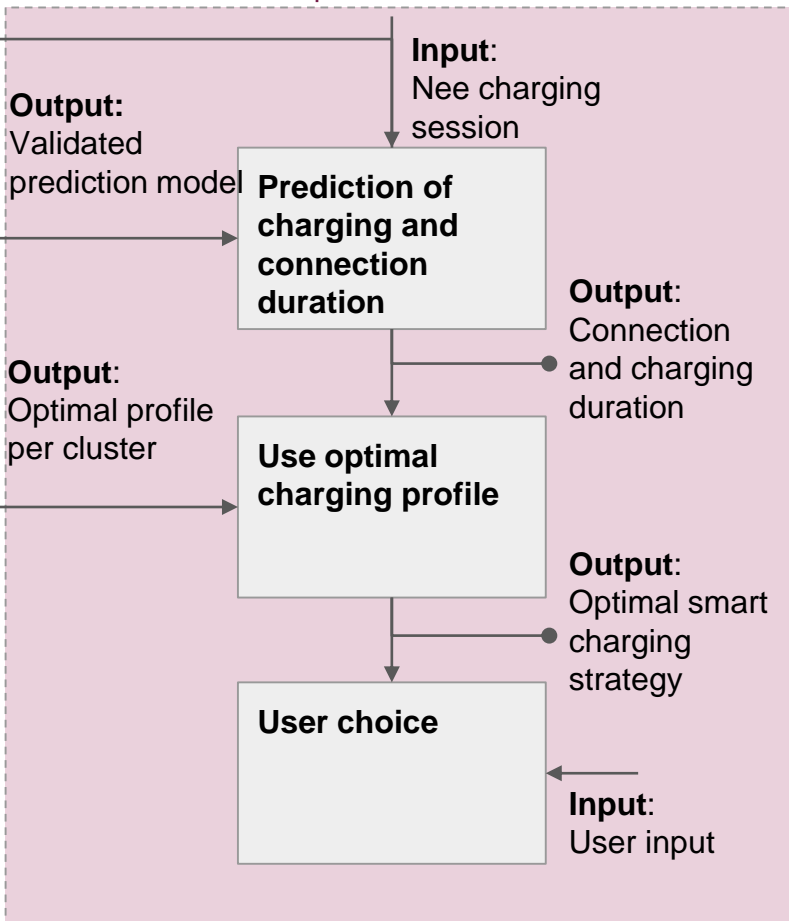 Input:
Nee charging
session
Output:
Validated
prediction model
Prediction of
charging and
connection
duration
Output:
Connection
and charging
duration
Output:
Optimal profile
per cluster
Use optimal
charging profile
Output:
Optimal smart
charging
strategy
User choice
Input:
User input